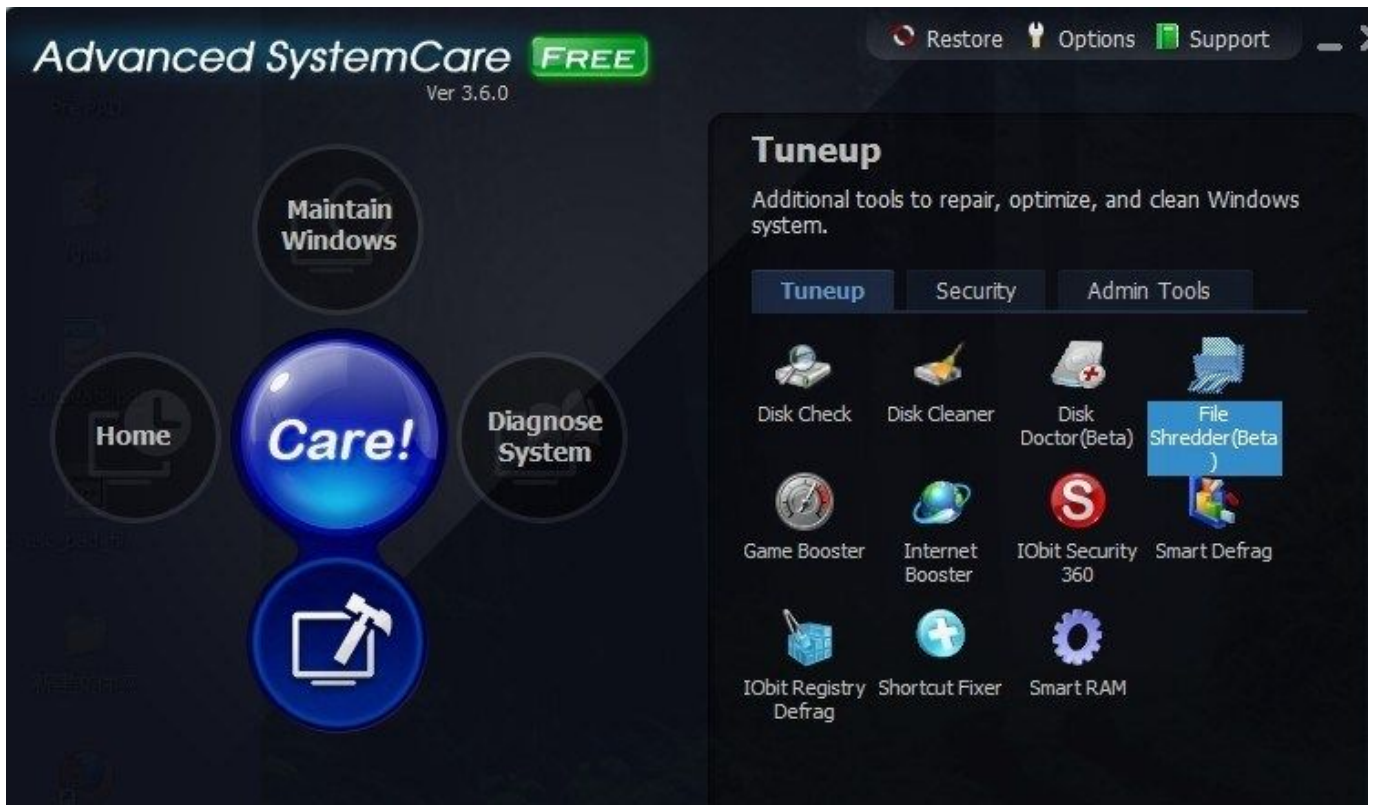 Advanced SystemCare FREE
Ver 3.6.0
Restore
Options
Support
Maintain
Windows
Home
Care!
Diagnose
System
Tuneup
Additional tools to repair, optimize, and clean Windows
system.
Tuneup
Security
Admin Tools
Disk Check
Disk Cleaner
Disk
Doctor(Beta)
File
Shredder(Beta
)
Game Booster
Internet
Booster
S
IObit Security
360
Smart Defrag
IObit Registry
Defrag
Shortcut Fixer
Smart RAM